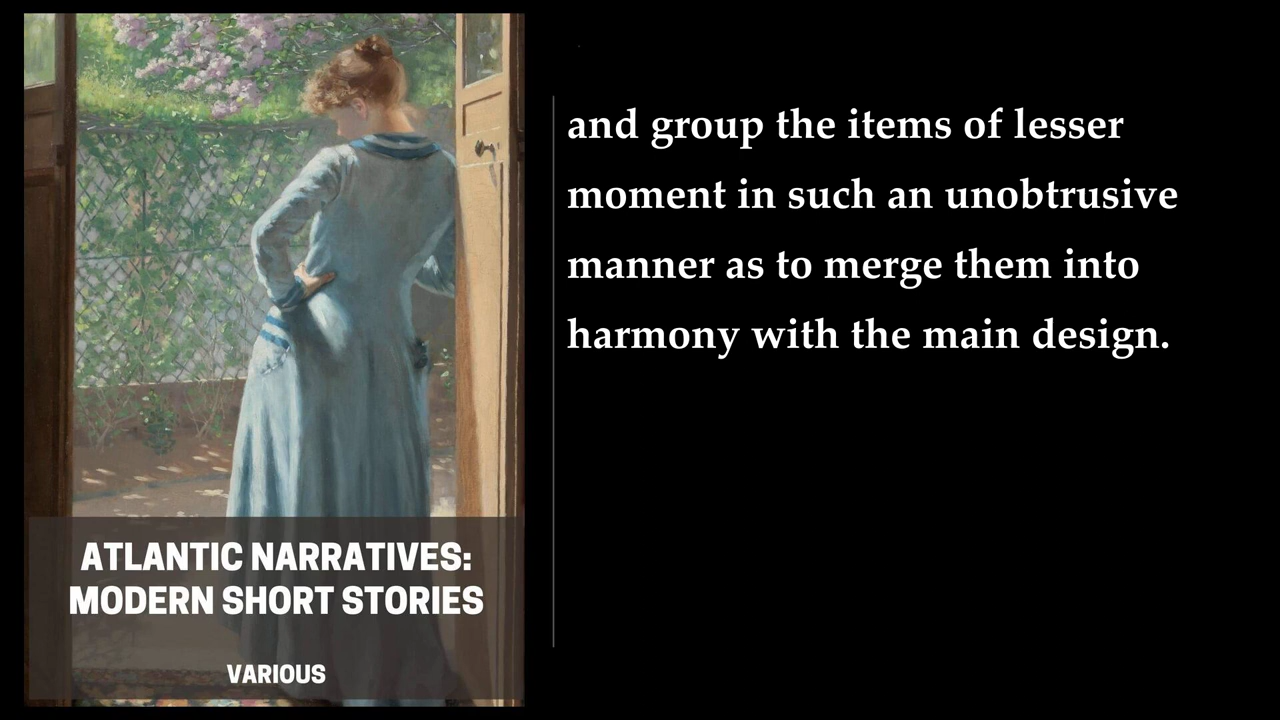 and group the items of lesser
moment in such an unobtrusive
manner as to merge them into
harmony with the main design.
ATLANTIC NARRATIVES:
MODERN SHORT STORIES
VARIOUS